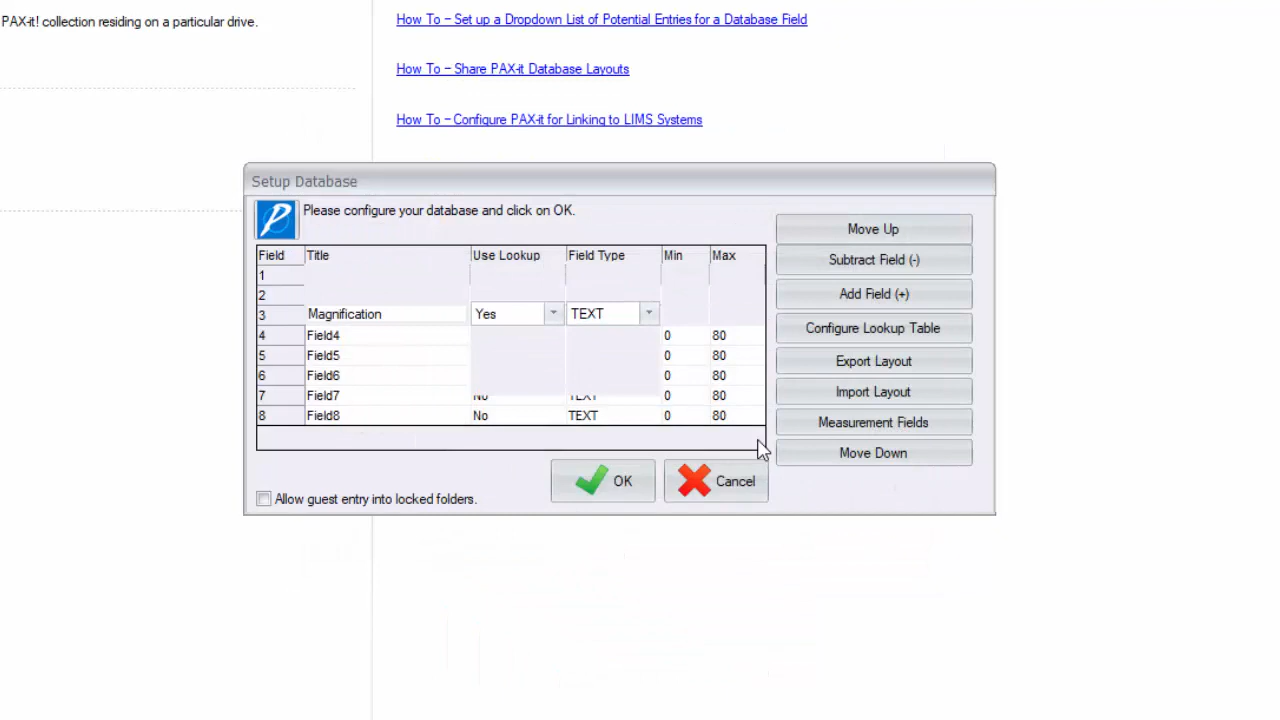 PAX-it! collection residing on a particular drive.
How To – Set up a Dropdown List of Potential Entries for a Database Field
How To – Share PAX-it Database Layouts
How To – Configure PAX-it for Linking to LIMS Systems
Setup Database
Please configure your database and click on OK.
Field Title Use Lookup Field Type Min Max
1
2
3 Magnification Yes TEXT
4 Field4 0 80
5 Field5 0 80
6 Field6 0 80
7 Field7 No TEXT 0 80
8 Field8 No TEXT 0 80
Move Up
Subtract Field (-)
Add Field (+)
Configure Lookup Table
Export Layout
Import Layout
Measurement Fields
Move Down
OK
Cancel
Allow guest entry into locked folders.